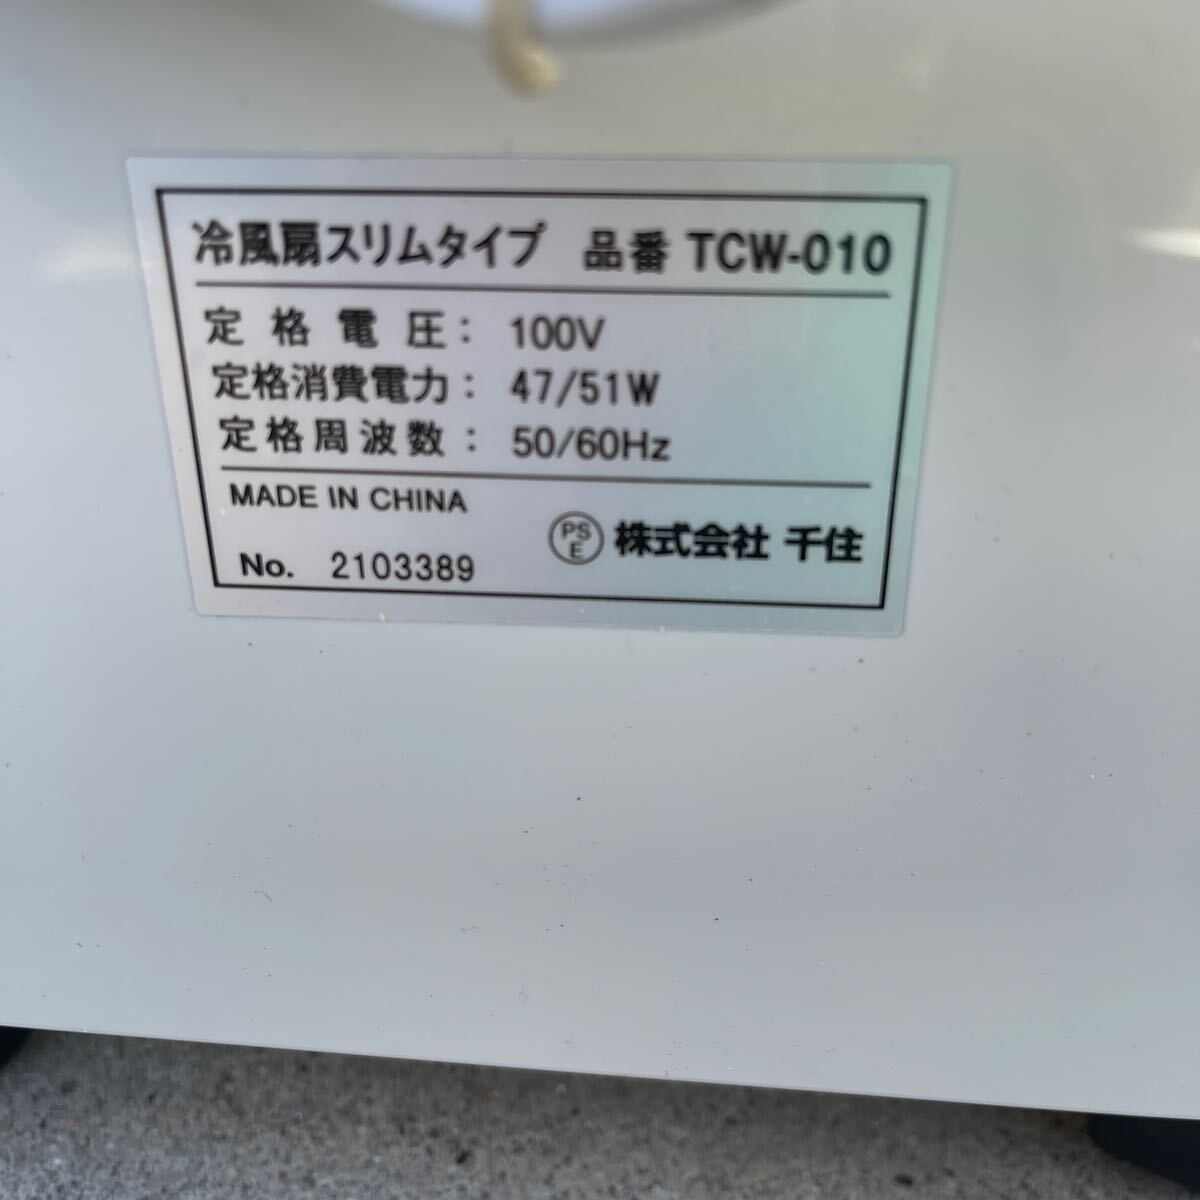 冷風扇スリムタイプ 品番 TCW-010
定格電圧: 100V
定格消費電力: 47/51W
定格周波数: 50/60Hz
MADE IN CHINA
PSE 株式会社 千住
No. 2103389